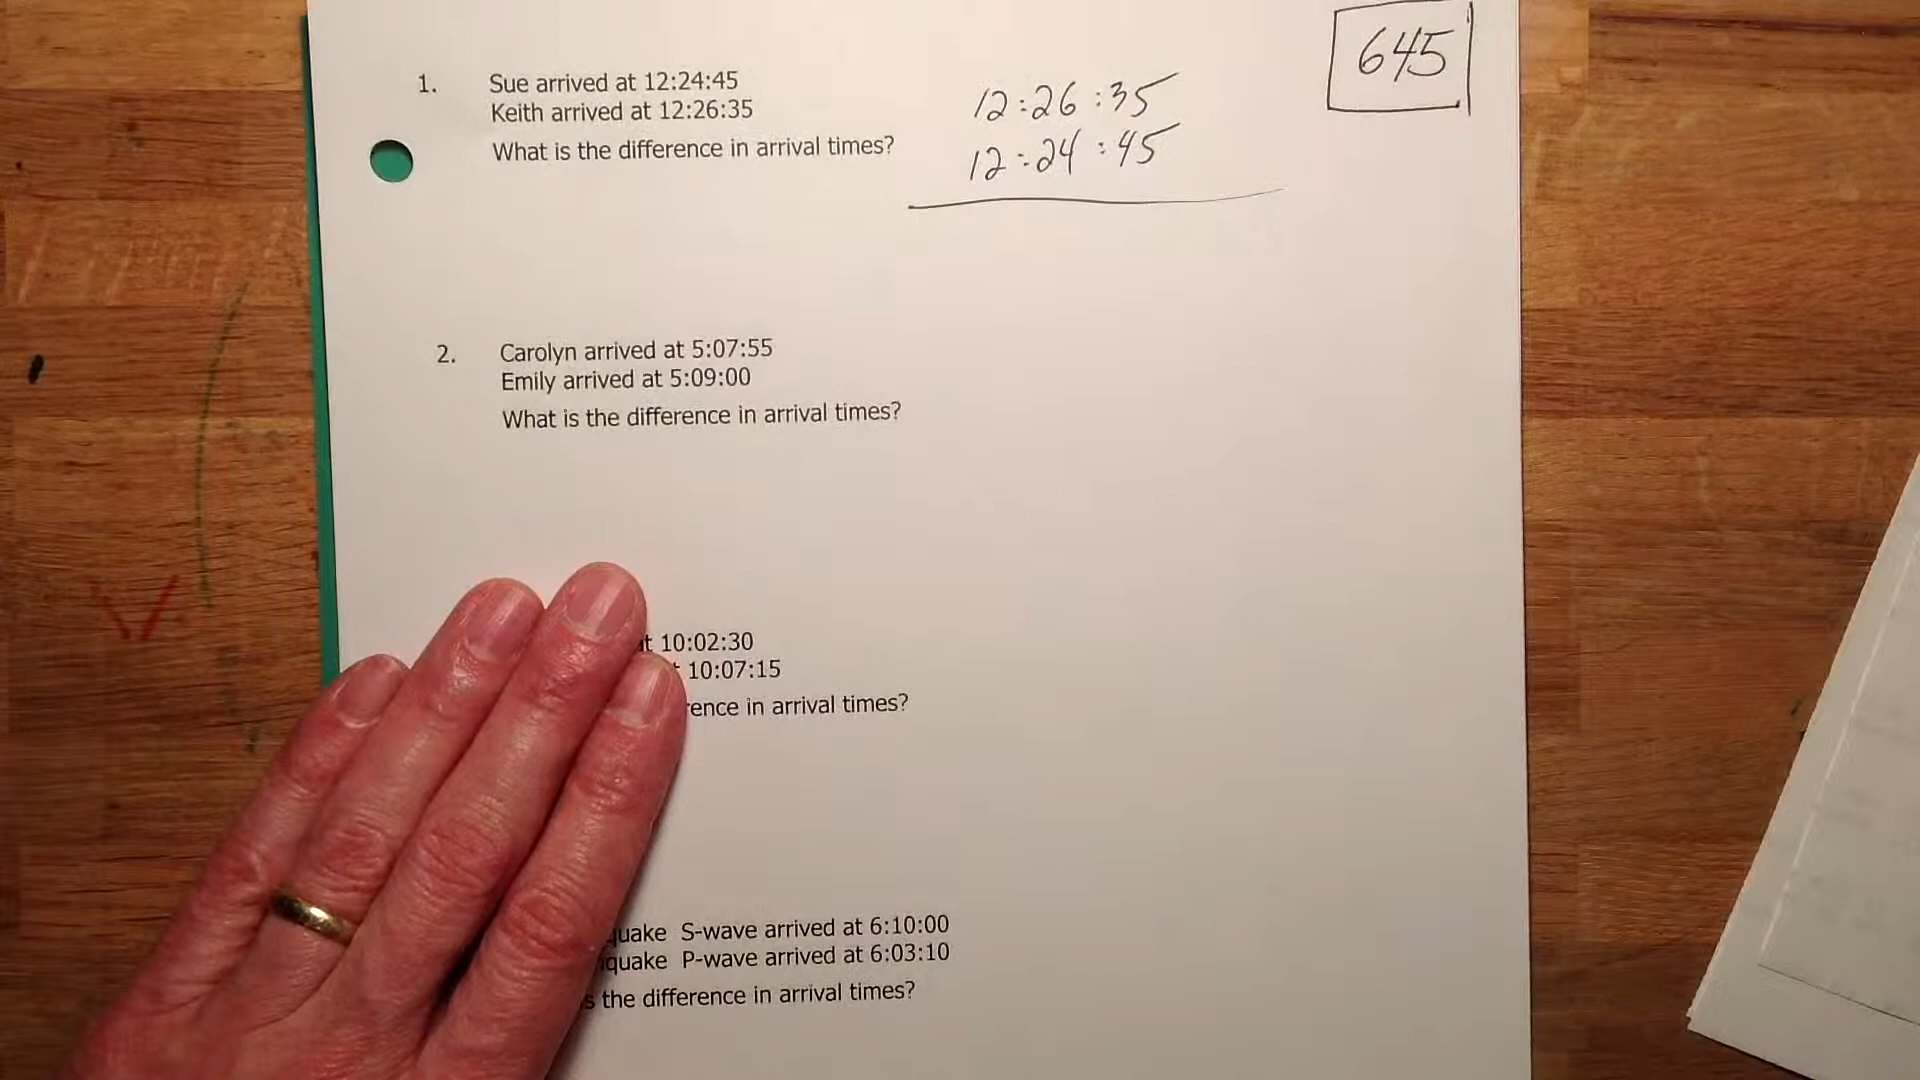 645
1. Sue arrived at 12:24:45
Keith arrived at 12:26:35
What is the difference in arrival times?
12:26:35
12:24:45
2. Carolyn arrived at 5:07:55
Emily arrived at 5:09:00
What is the difference in arrival times?
10:02:30
10:07:15
in arrival times?
S-wave arrived at 6:10:00
P-wave arrived at 6:03:10
the difference in arrival times?